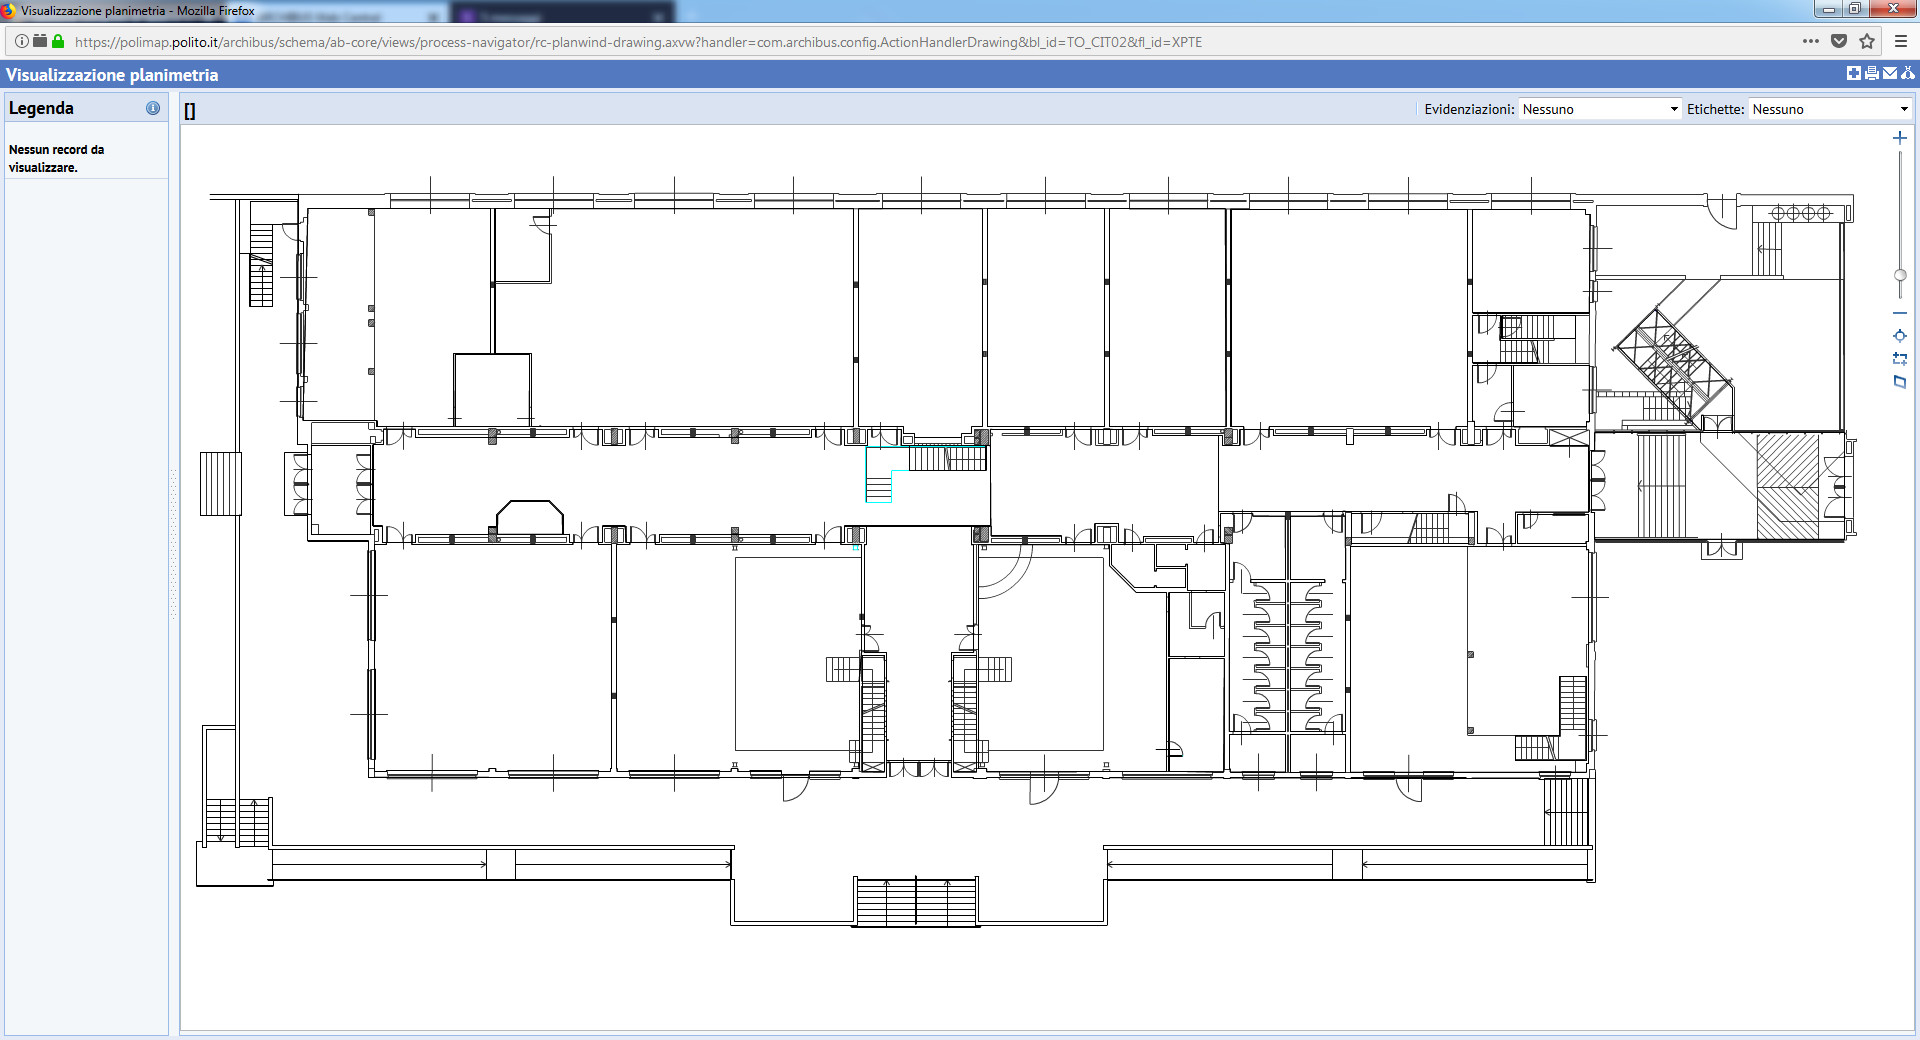 Visualizzazione planimetria - Mozilla Firefox
https://polimap.polito.it/archibus/schema/ab-core/views/process-navigator/rc-planwind-drawing.axvw?handler=com.archibus.config.ActionHandlerDrawing&bl_id=TO_CIT02&fl_id=XPTE
Visualizzazione planimetria
Legenda
[]
Evidenziazioni: Nessuno Etichette: Nessuno
Nessun record da
visualizzare.